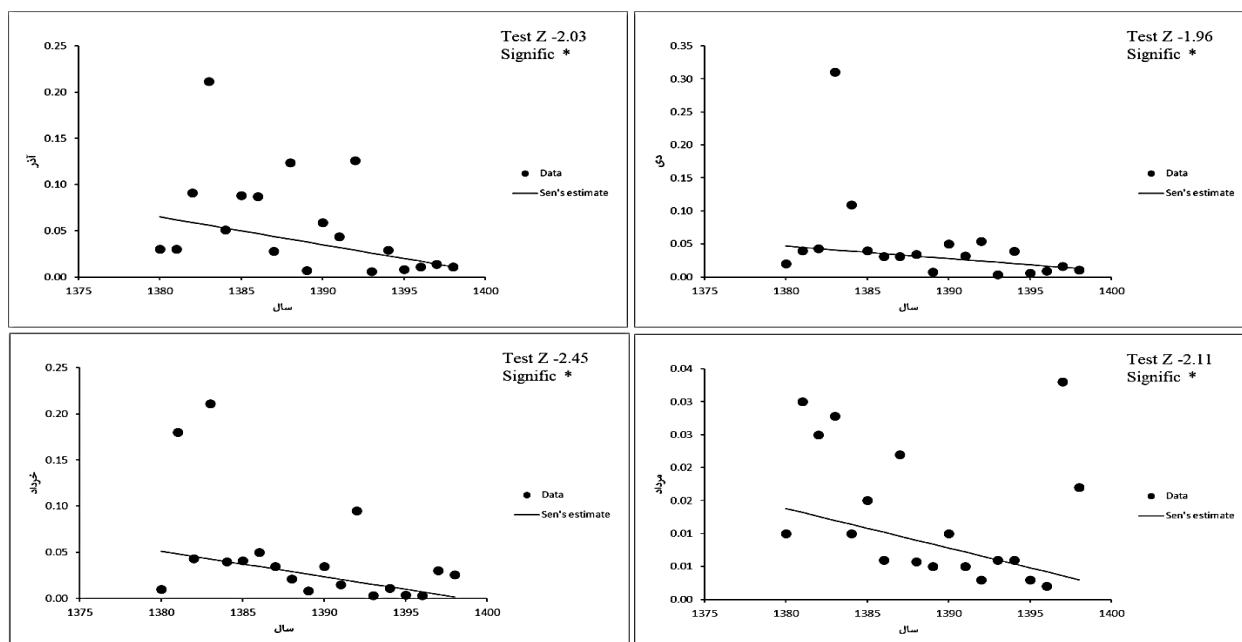 Test Z -2.03
Signific *
0.25
0.20
0.15
0.10
0.05
0.00
1375
1380
1385
1390
1395
1400
آذر
سال
Data
Sen's estimate
Test Z -1.96
Signific *
0.35
0.30
0.25
0.20
0.15
0.10
0.05
0.00
1375
1380
1385
1390
1395
1400
دی
سال
Data
Sen's estimate
Test Z -2.45
Signific *
0.25
0.20
0.15
0.10
0.05
0.00
1375
1380
1385
1390
1395
1400
خرداد
سال
Data
Sen's estimate
Test Z -2.11
Signific *
0.04
0.03
0.03
0.02
0.02
0.01
0.01
0.00
1375
1380
1385
1390
1395
1400
مرداد
سال
Data
Sen's estimate